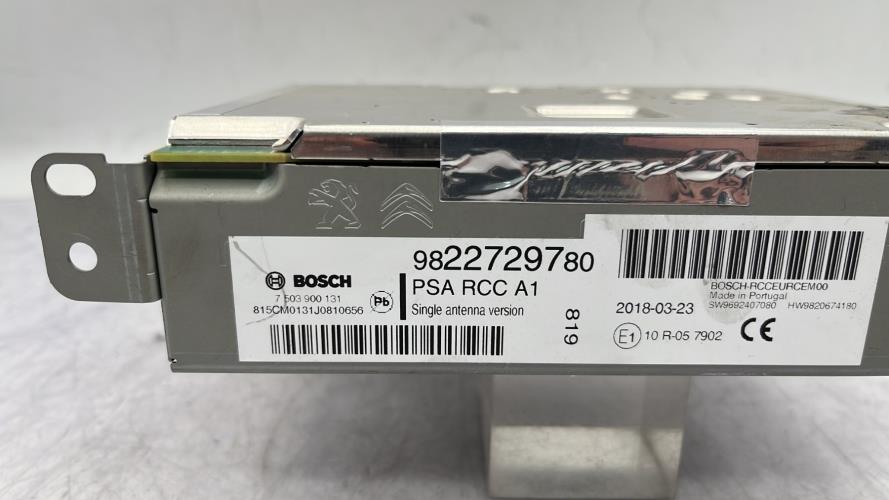 BOSCH
7 503 900 131
815CM0131J0810656
Pb
9822729780
PSA RCC A1
Single antenna version
819
2018-03-23
E1 10 R-05 7902
BOSCH-RCCEURCEM00
Made in Portugal
SW9692407080 HW9820674180
CE